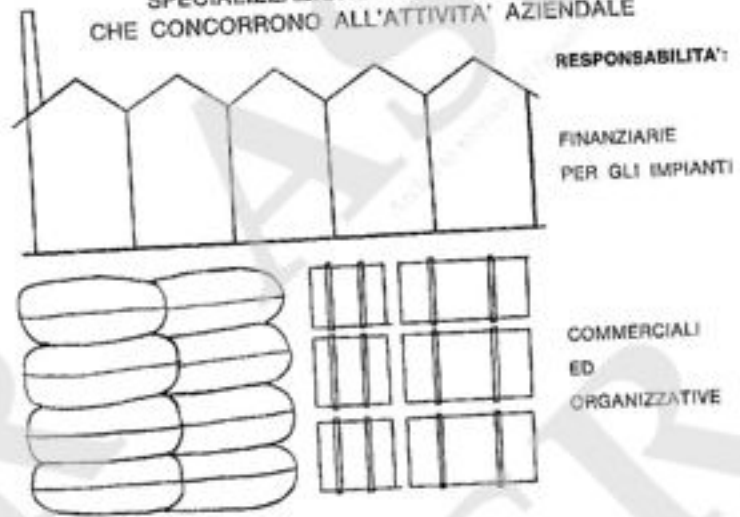 CHE CONCORRONO ALL'ATTIVITA' AZIENDALE
RESPONSABILITA':
FINANZIARIE
PER GLI IMPIANTI
COMMERCIALI
ED
ORGANIZZATIVE